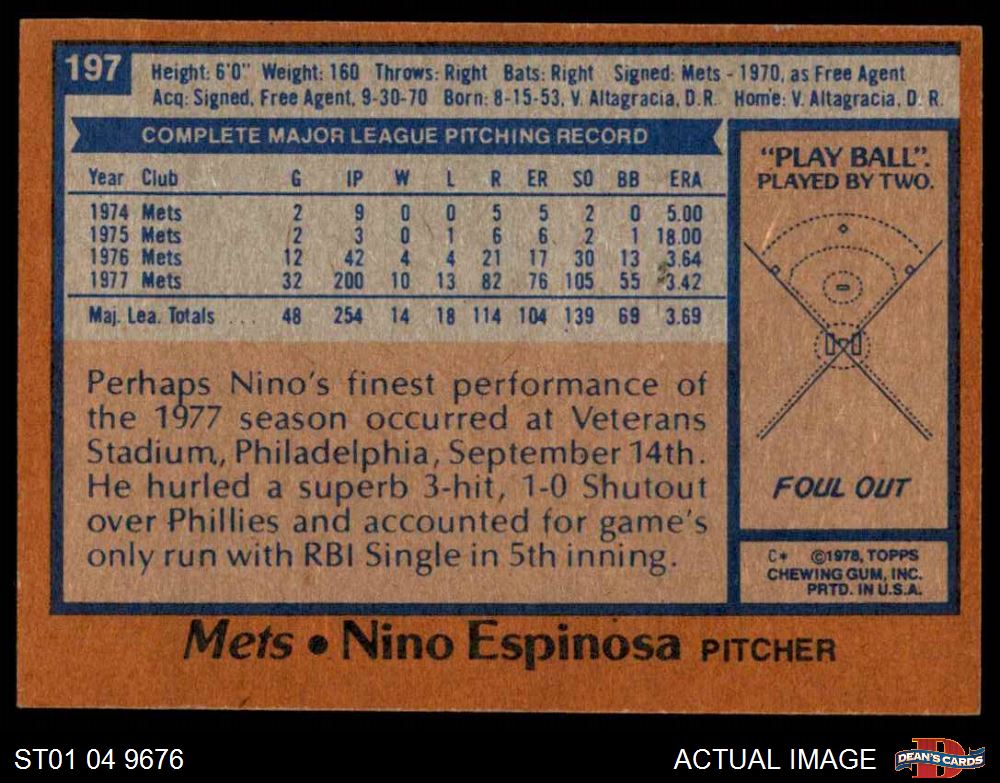 197
Height: 6'0" Weight: 160 Throws: Right Bats: Right Signed: Mets - 1970, as Free Agent
Acq: Signed, Free Agent, 9-30-70 Born: 8-15-53, V. Altagracia, D.R. Home: V. Altagracia, D. R.
COMPLETE MAJOR LEAGUE PITCHING RECORD
Year Club G IP W L R ER SO BB ERA
1974 Mets 2 9 0 0 5 5 2 0 5.00
1975 Mets 2 3 0 1 6 6 2 1 18.00
1976 Mets 12 42 4 4 21 17 30 13 3.64
1977 Mets 32 200 10 13 82 76 105 55 3.42
Maj. Lea. Totals ... 48 254 14 18 114 104 139 69 3.69
Perhaps Nino's finest performance of
the 1977 season occurred at Veterans
Stadium, Philadelphia, September 14th.
He hurled a superb 3-hit, 1-0 Shutout
over Phillies and accounted for game's
only run with RBI Single in 5th inning.
"PLAY BALL".
PLAYED BY TWO.
FOUL OUT
C* ©1978, TOPPS
CHEWING GUM, INC.
PRTD. IN U.S.A.
Mets • Nino Espinosa PITCHER
ST01 04 9676
ACTUAL IMAGE
D
DEAN'S CARDS